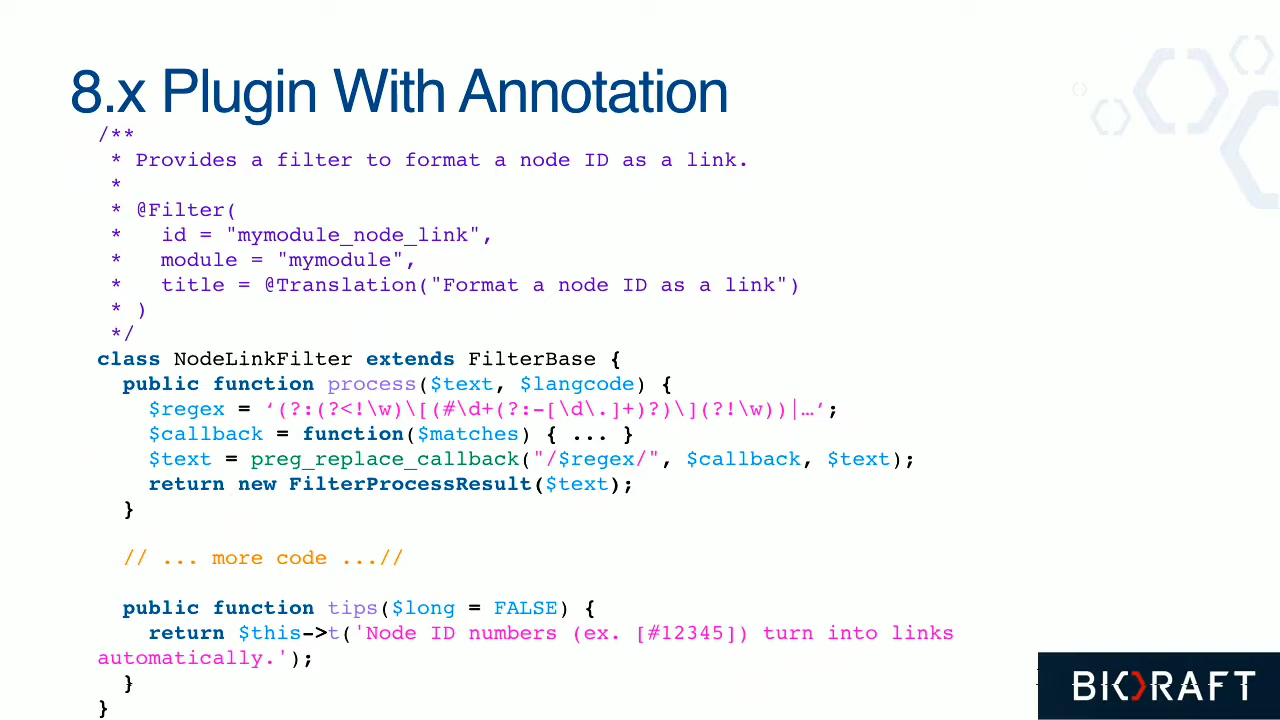 8.x Plugin With Annotation
/**
 * Provides a filter to format a node ID as a link.
 *
 * @Filter(
 *   id = "mymodule_node_link",
 *   module = "mymodule",
 *   title = @Translation("Format a node ID as a link")
 * )
 */
class NodeLinkFilter extends FilterBase {
  public function process($text, $langcode) {
    $regex = ‘(?:(?<!\w)\[(#\d+(?:-[\d\.]+)?)\](?!\w))|…’;
    $callback = function($matches) { ... }
    $text = preg_replace_callback("/$regex/", $callback, $text);
    return new FilterProcessResult($text);
  }
  // ... more code ...//
  public function tips($long = FALSE) {
    return $this->t('Node ID numbers (ex. [#12345]) turn into links
automatically.');
  }
}
BIORAFT